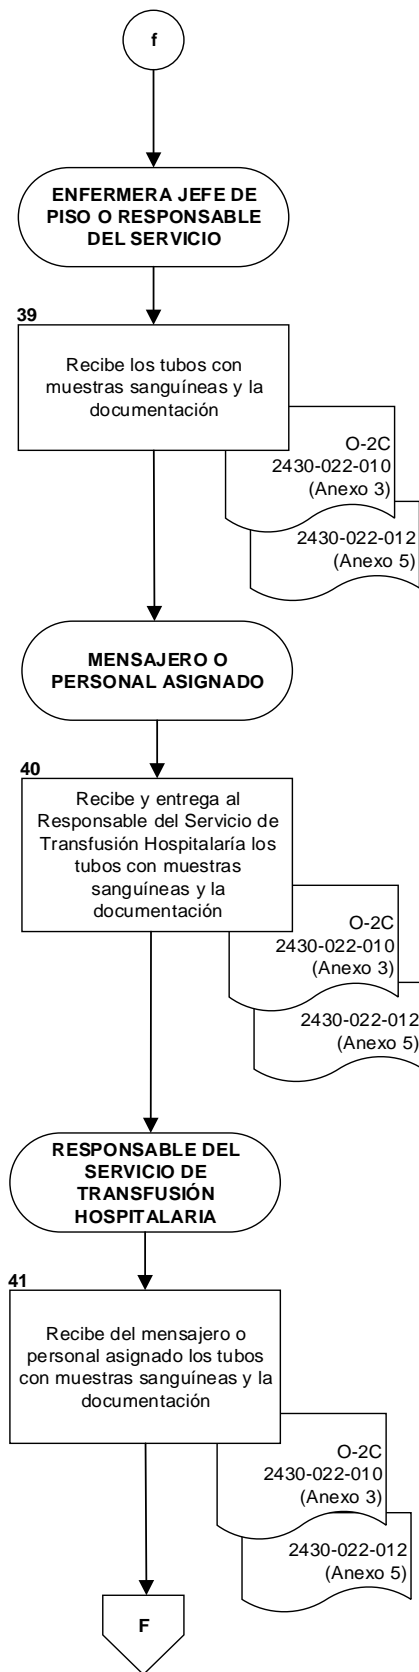 f
ENFERMERA JEFE DE
PISO O RESPONSABLE
DEL SERVICIO
39
Recibe los tubos con
muestras sanguíneas y la
documentación
O-2C
2430-022-010
(Anexo 3)
2430-022-012
(Anexo 5)
MENSAJERO O
PERSONAL ASIGNADO
40
Recibe y entrega al
Responsable del Servicio de
Transfusión Hospitalaría los
tubos con muestras
sanguíneas y la
documentación
O-2C
2430-022-010
(Anexo 3)
2430-022-012
(Anexo 5)
RESPONSABLE DEL
SERVICIO DE
TRANSFUSIÓN
HOSPITALARIA
41
Recibe del mensajero o
personal asignado los tubos
con muestras sanguíneas y la
documentación
O-2C
2430-022-010
(Anexo 3)
2430-022-012
(Anexo 5)
F